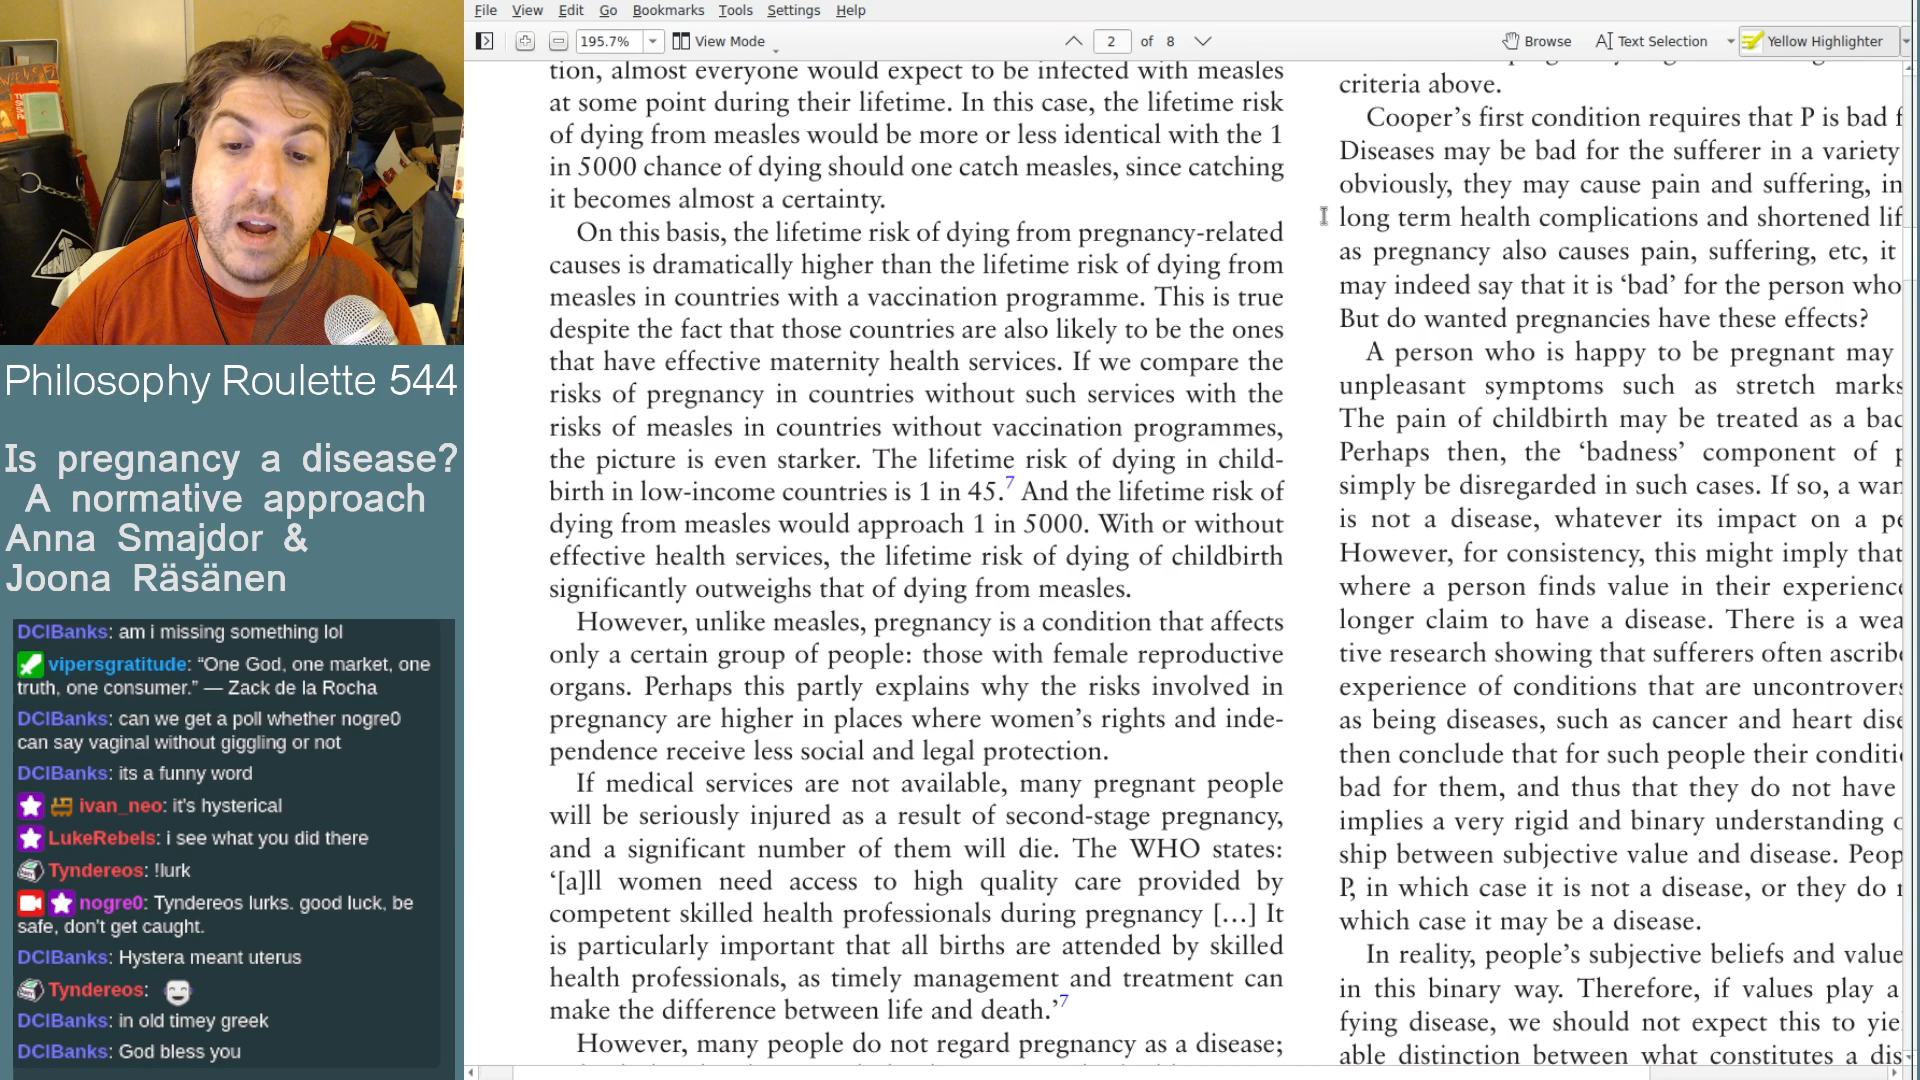 File View Edit Go Bookmarks Tools Settings Help
195.7% View Mode 2 of 8 Browse Text Selection Yellow Highlighter
tion, almost everyone would expect to be infected with measles
at some point during their lifetime. In this case, the lifetime risk
of dying from measles would be more or less identical with the 1
in 5000 chance of dying should one catch measles, since catching
it becomes almost a certainty.
On this basis, the lifetime risk of dying from pregnancy-related
causes is dramatically higher than the lifetime risk of dying from
measles in countries with a vaccination programme. This is true
despite the fact that those countries are also likely to be the ones
that have effective maternity health services. If we compare the
risks of pregnancy in countries without such services with the
risks of measles in countries without vaccination programmes,
the picture is even starker. The lifetime risk of dying in child-
birth in low-income countries is 1 in 45.7 And the lifetime risk of
dying from measles would approach 1 in 5000. With or without
effective health services, the lifetime risk of dying of childbirth
significantly outweighs that of dying from measles.
However, unlike measles, pregnancy is a condition that affects
only a certain group of people: those with female reproductive
organs. Perhaps this partly explains why the risks involved in
pregnancy are higher in places where women's rights and inde-
pendence receive less social and legal protection.
If medical services are not available, many pregnant people
will be seriously injured as a result of second-stage pregnancy,
and a significant number of them will die. The WHO states:
'[a]ll women need access to high quality care provided by
competent skilled health professionals during pregnancy […] It
is particularly important that all births are attended by skilled
health professionals, as timely management and treatment can
make the difference between life and death.'7
However, many people do not regard pregnancy as a disease;
criteria above.
Cooper's first condition requires that P is bad f
Diseases may be bad for the sufferer in a variety
obviously, they may cause pain and suffering, in
long term health complications and shortened lif
as pregnancy also causes pain, suffering, etc, it
may indeed say that it is 'bad' for the person who
But do wanted pregnancies have these effects?
A person who is happy to be pregnant may
unpleasant symptoms such as stretch marks
The pain of childbirth may be treated as a bad
Perhaps then, the 'badness' component of p
simply be disregarded in such cases. If so, a wan
is not a disease, whatever its impact on a pe
However, for consistency, this might imply that
where a person finds value in their experience
longer claim to have a disease. There is a wea
tive research showing that sufferers often ascribe
experience of conditions that are uncontrovers
as being diseases, such as cancer and heart dise
then conclude that for such people their conditi
bad for them, and thus that they do not have
implies a very rigid and binary understanding o
ship between subjective value and disease. Peop
P, in which case it is not a disease, or they do n
which case it may be a disease.
In reality, people's subjective beliefs and value
in this binary way. Therefore, if values play a
fying disease, we should not expect this to yie
able distinction between what constitutes a dis
Philosophy Roulette 544
Is pregnancy a disease?
A normative approach
Anna Smajdor &
Joona Räsänen
DCIBanks: am i missing something lol
vipersgratitude: “One God, one market, one
truth, one consumer.” — Zack de la Rocha
DCIBanks: can we get a poll whether nogre0
can say vaginal without giggling or not
DCIBanks: its a funny word
ivan_neo: it's hysterical
LukeRebels: i see what you did there
Tyndereos: !lurk
nogre0: Tyndereos lurks. good luck, be
safe, don't get caught.
DCIBanks: Hystera meant uterus
Tyndereos:
DCIBanks: in old timey greek
DCIBanks: God bless you